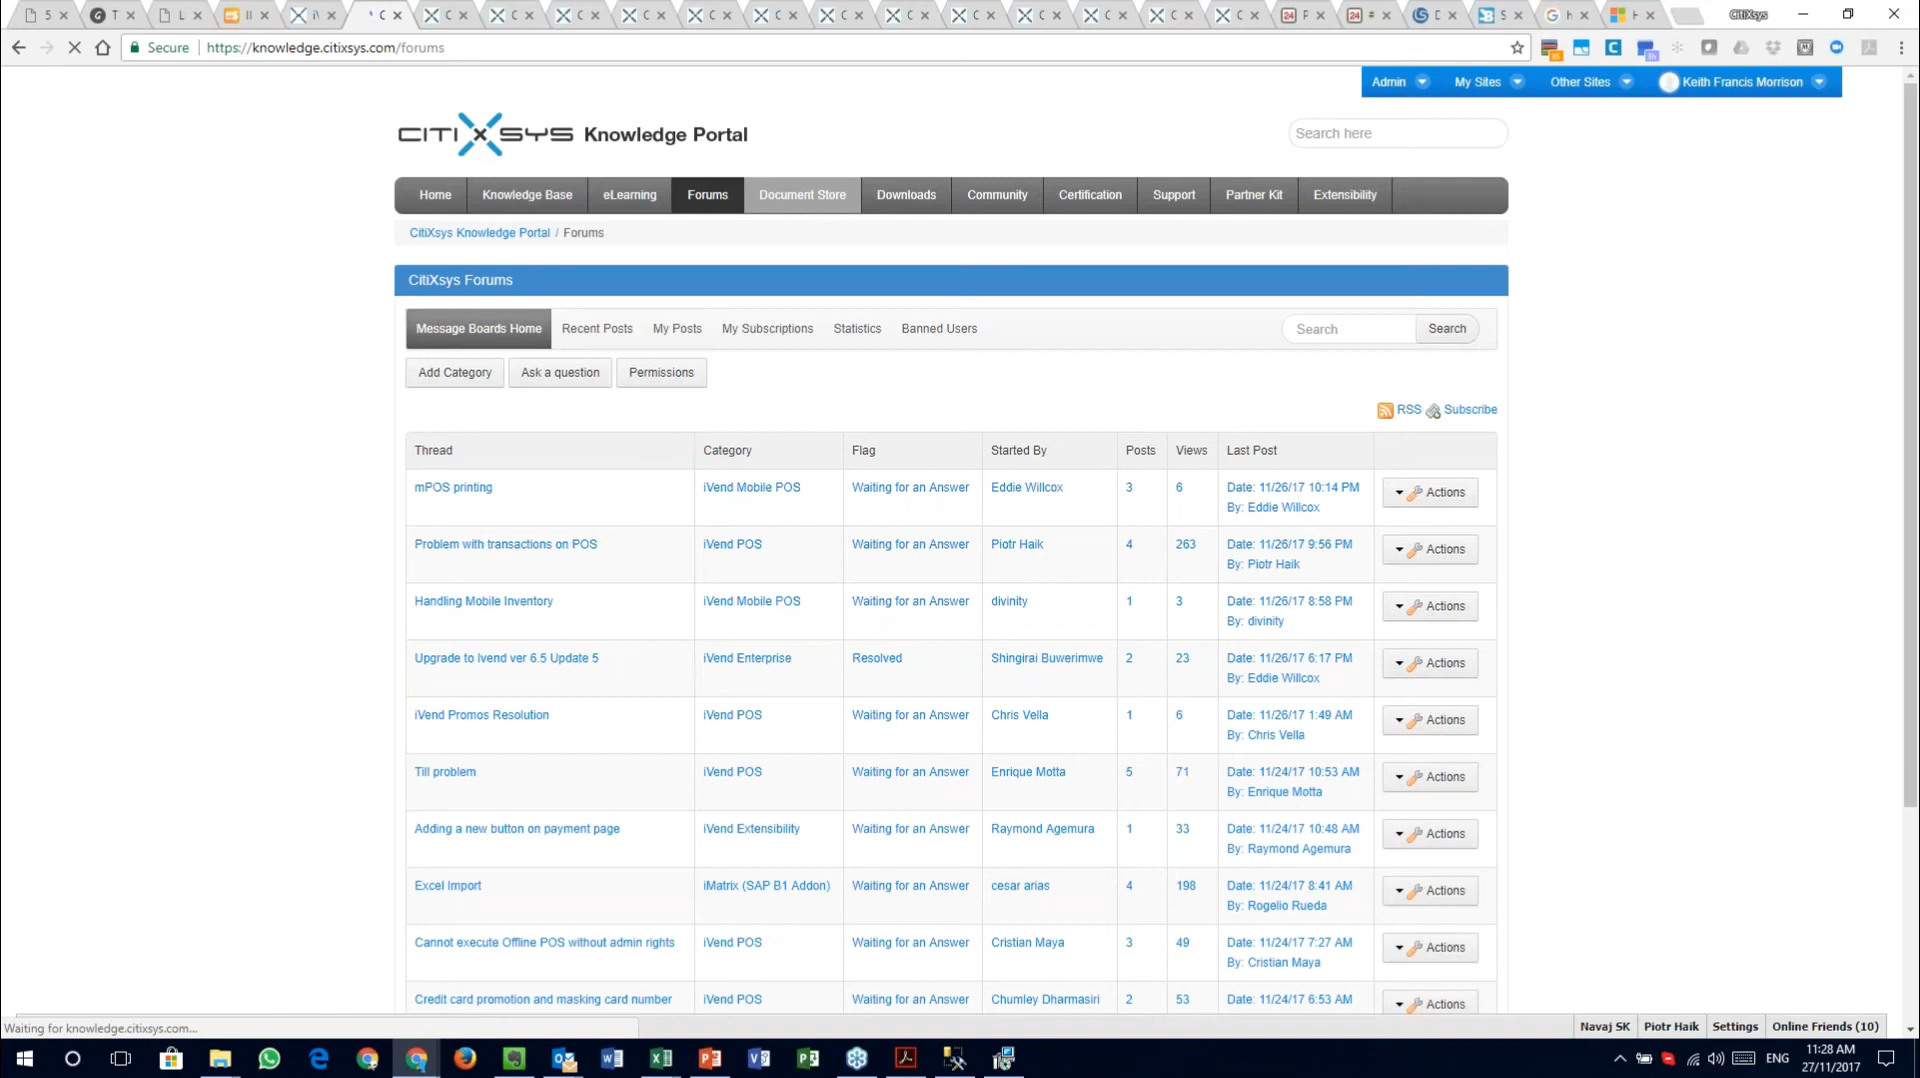 CitiXsys
Secure https://knowledge.citixsys.com/forums
Admin My Sites Other Sites Keith Francis Morrison
CITIXSYS Knowledge Portal
Search here
Home Knowledge Base eLearning Forums Document Store Downloads Community Certification Support Partner Kit Extensibility
CitiXsys Knowledge Portal / Forums
CitiXsys Forums
Message Boards Home Recent Posts My Posts My Subscriptions Statistics Banned Users Search Search
Add Category Ask a question Permissions
RSS Subscribe
Thread Category Flag Started By Posts Views Last Post
mPOS printing iVend Mobile POS Waiting for an Answer Eddie Willcox 3 6 Date: 11/26/17 10:14 PM Actions
By: Eddie Willcox
Problem with transactions on POS iVend POS Waiting for an Answer Piotr Haik 4 263 Date: 11/26/17 9:56 PM Actions
By: Piotr Haik
Handling Mobile Inventory iVend Mobile POS Waiting for an Answer divinity 1 3 Date: 11/26/17 8:58 PM Actions
By: divinity
Upgrade to Ivend ver 6.5 Update 5 iVend Enterprise Resolved Shingirai Buwerimwe 2 23 Date: 11/26/17 6:17 PM Actions
By: Eddie Willcox
iVend Promos Resolution iVend POS Waiting for an Answer Chris Vella 1 6 Date: 11/26/17 1:49 AM Actions
By: Chris Vella
Till problem iVend POS Waiting for an Answer Enrique Motta 5 71 Date: 11/24/17 10:53 AM Actions
By: Enrique Motta
Adding a new button on payment page iVend Extensibility Waiting for an Answer Raymond Agemura 1 33 Date: 11/24/17 10:48 AM Actions
By: Raymond Agemura
Excel Import iMatrix (SAP B1 Addon) Waiting for an Answer cesar arias 4 198 Date: 11/24/17 8:41 AM Actions
By: Rogelio Rueda
Cannot execute Offline POS without admin rights iVend POS Waiting for an Answer Cristian Maya 3 49 Date: 11/24/17 7:27 AM Actions
By: Cristian Maya
Credit card promotion and masking card number iVend POS Waiting for an Answer Chumley Dharmasiri 2 53 Date: 11/24/17 6:53 AM Actions
Waiting for knowledge.citixsys.com...
Navaj SK Piotr Haik Settings Online Friends (10)
ENG 11:28 AM
27/11/2017